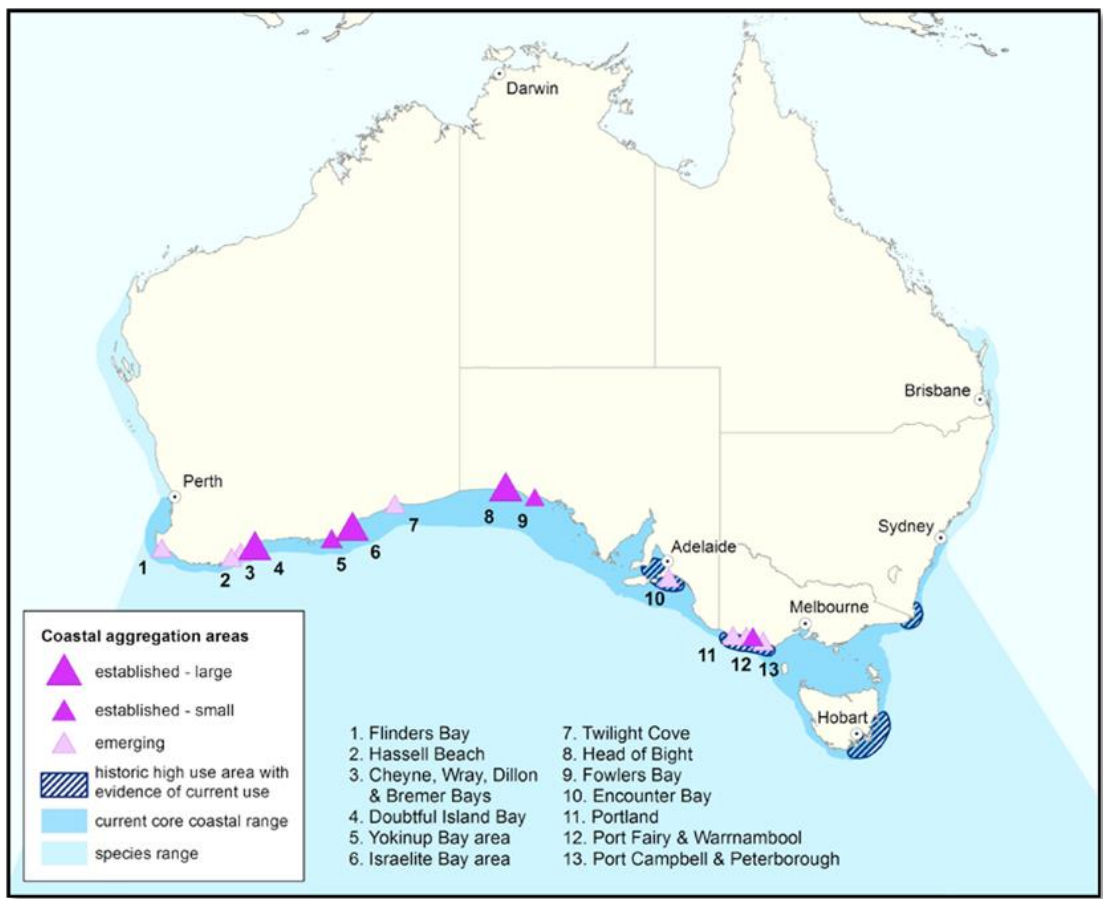 Darwin
Brisbane
Perth
Sydney
Adelaide
Melbourne
Hobart
1
2
3
4
5
6
7
8
9
10
11
12
13
Coastal aggregation areas
established - large
established - small
emerging
historic high use area with
evidence of current use
current core coastal range
species range
1. Flinders Bay
2. Hassell Beach
3. Cheyne, Wray, Dillon
& Bremer Bays
4. Doubtful Island Bay
5. Yokinup Bay area
6. Israelite Bay area
7. Twilight Cove
8. Head of Bight
9. Fowlers Bay
10. Encounter Bay
11. Portland
12. Port Fairy & Warrnambool
13. Port Campbell & Peterborough